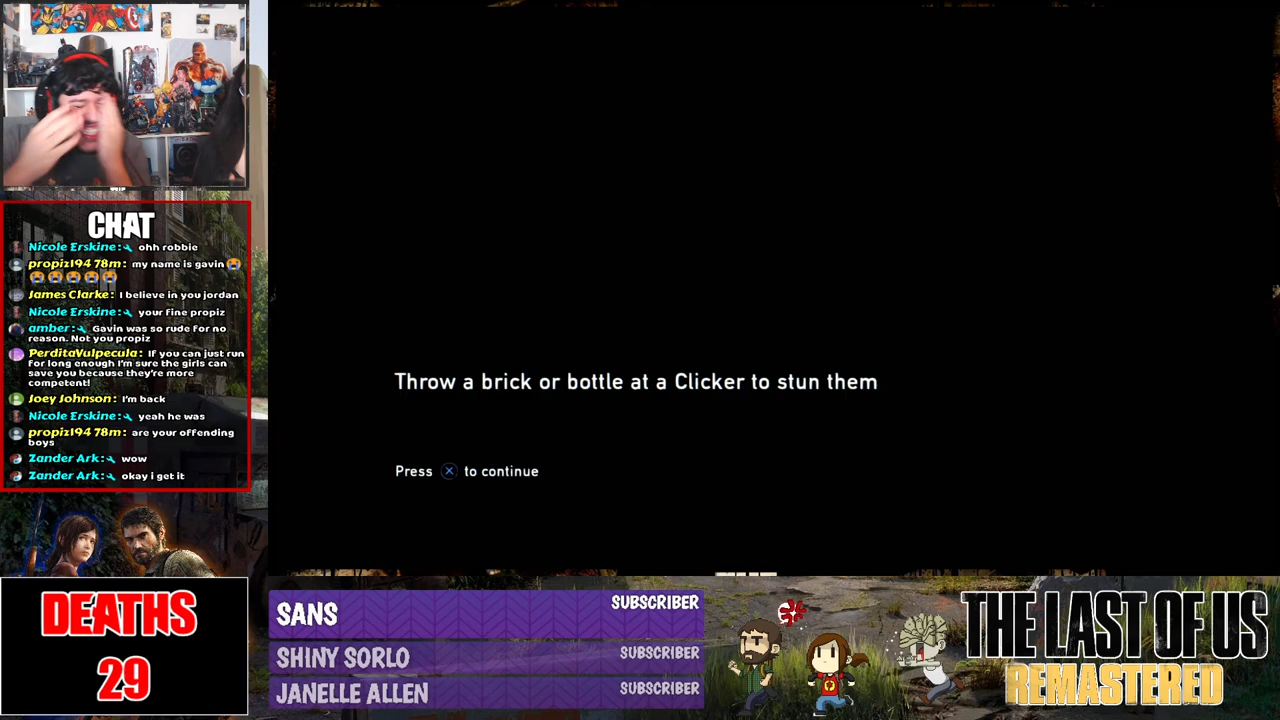 CHAT
Nicole Erskine: ohh robbie
propiz194 78m: my name is gavin😭
😭😭😭😭😭
James Clarke: I believe in you jordan
Nicole Erskine: your fine propiz
amber: Gavin was so rude for no
reason. Not you propiz
PerditaVulpecula: If you can just run
for long enough I'm sure the girls can
save you because they're more
competent!
Joey Johnson: I'm back
Nicole Erskine: yeah he was
propiz194 78m: are your offending
boys
Zander Ark: wow
Zander Ark: okay i get it
Throw a brick or bottle at a Clicker to stun them
Press ⓧ to continue
DEATHS
29
SANS SUBSCRIBER
SHINY SORLO SUBSCRIBER
JANELLE ALLEN SUBSCRIBER
THE LAST OF US
REMASTERED